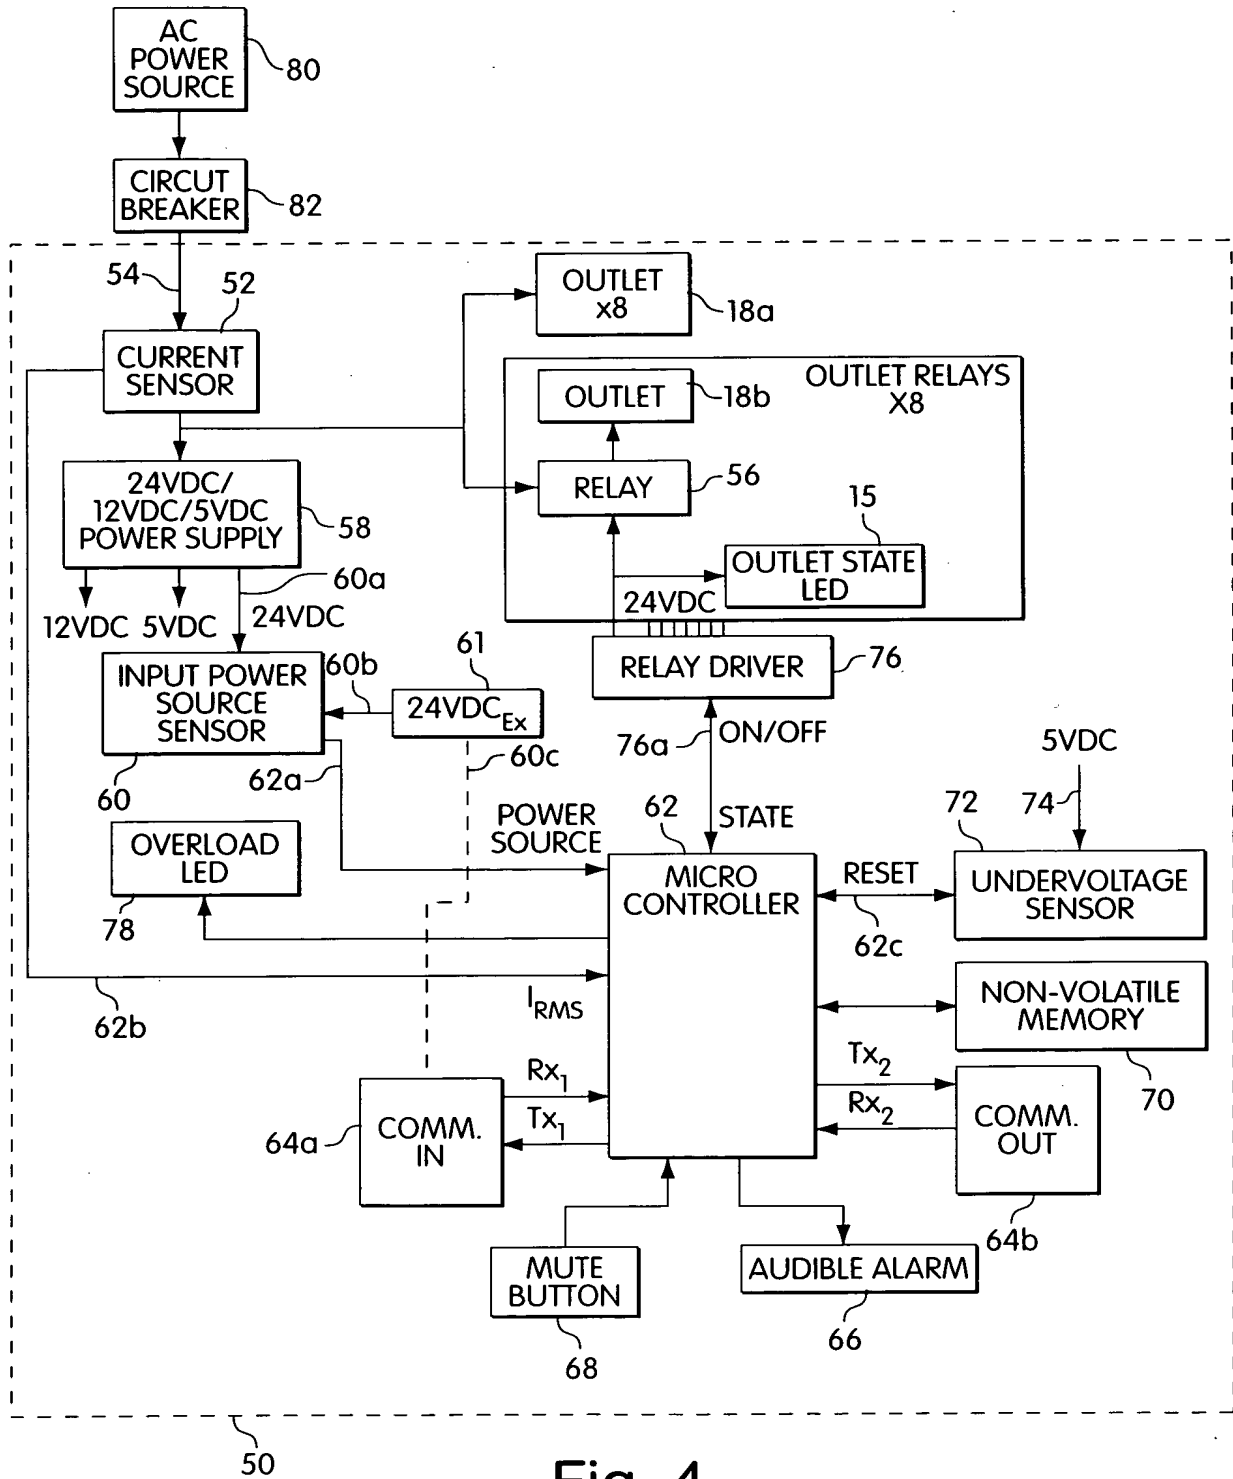 AC
POWER
SOURCE
80
CIRCUT
BREAKER
82
54
52
CURRENT
SENSOR
OUTLET
x8
18a
OUTLET RELAYS
X8
OUTLET
18b
RELAY
56
15
OUTLET STATE
LED
24VDC
24VDC/
12VDC/5VDC
POWER SUPPLY
58
60a
12VDC
5VDC
24VDC
INPUT POWER
SOURCE
SENSOR
60
60b
61
24VDCEx
60c
62a
RELAY DRIVER
76
76a
ON/OFF
STATE
5VDC
74
72
UNDERVOLTAGE
SENSOR
POWER
SOURCE
62
MICRO
CONTROLLER
RESET
62c
OVERLOAD
LED
78
62b
IRMS
NON-VOLATILE
MEMORY
70
Rx1
Tx1
COMM.
IN
64a
Tx2
Rx2
COMM.
OUT
64b
MUTE
BUTTON
68
AUDIBLE ALARM
66
50
Fig. 4